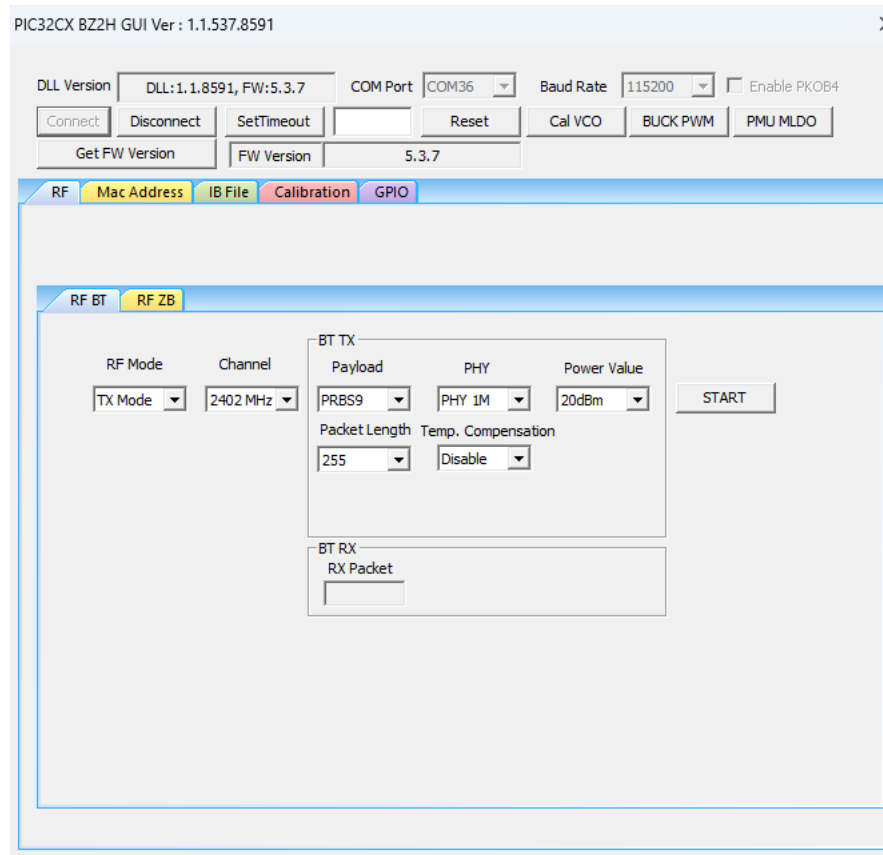 PIC32CX BZ2H GUI Ver : 1.1.537.8591
DLL Version DLL:1.1.8591, FW:5.3.7 COM Port COM36 Baud Rate 115200 Enable PKOB4
Connect Disconnect SetTimeout Reset Cal VCO BUCK PWM PMU MLDO
Get FW Version FW Version 5.3.7
RF Mac Address IB File Calibration GPIO
RF BT RF ZB
BT TX
RF Mode Channel Payload PHY Power Value
TX Mode 2402 MHz PRBS9 PHY 1M 20dBm START
Packet Length Temp. Compensation
255 Disable
BT RX
RX Packet